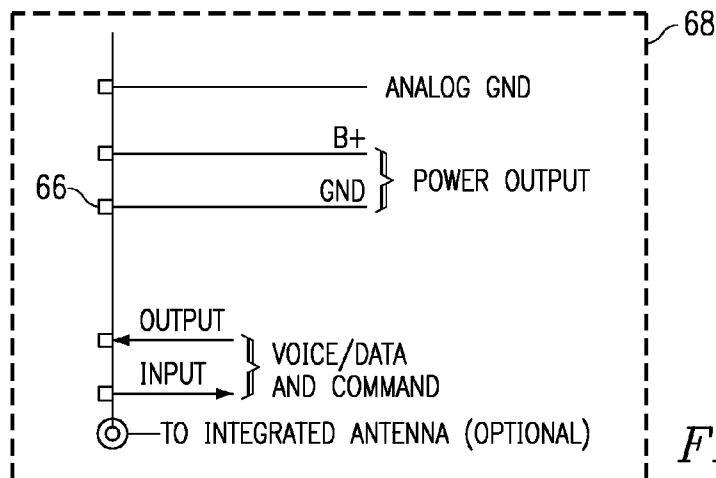 68
ANALOG GND
B+
66
GND
POWER OUTPUT
OUTPUT
INPUT
VOICE/DATA
AND COMMAND
TO INTEGRATED ANTENNA (OPTIONAL)